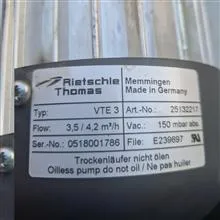 Rietschle Thomas
Memmingen
Made in Germany
Typ: VTE 3
Art.-No.: 25132217
Flow: 3,5 / 4,2 m³/h
Vac.: 150 mbar abs.
Ser.-No.: 0518001786
File: E239697
Trockenläufer nicht ölen
Oilless pump do not oil / Ne pas huiler